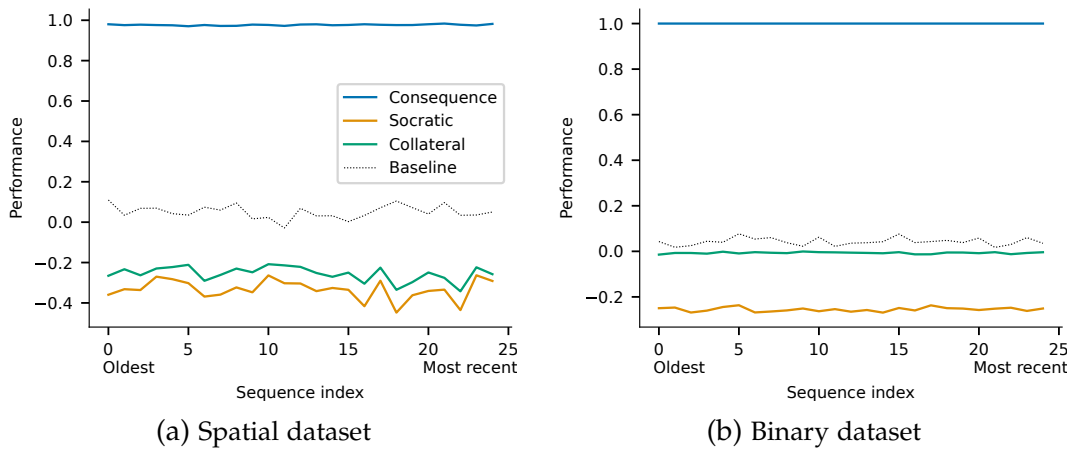 1.0
0.8
0.6
0.4
0.2
0.0
−0.2
−0.4
Performance
Consequence
Socratic
Collateral
Baseline
0 5 10 15 20 25
Oldest Most recent
Sequence index
(a) Spatial dataset
1.0
0.8
0.6
0.4
0.2
0.0
−0.2
Performance
0 5 10 15 20 25
Oldest Most recent
Sequence index
(b) Binary dataset